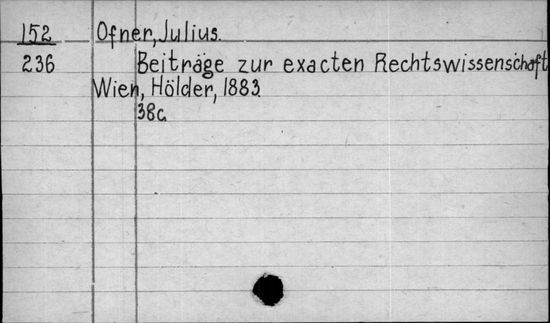 152 Ofner, Julius.
236 Beiträge zur exacten Rechtswissenschaft
Wien, Hölder, 1883.
38c.